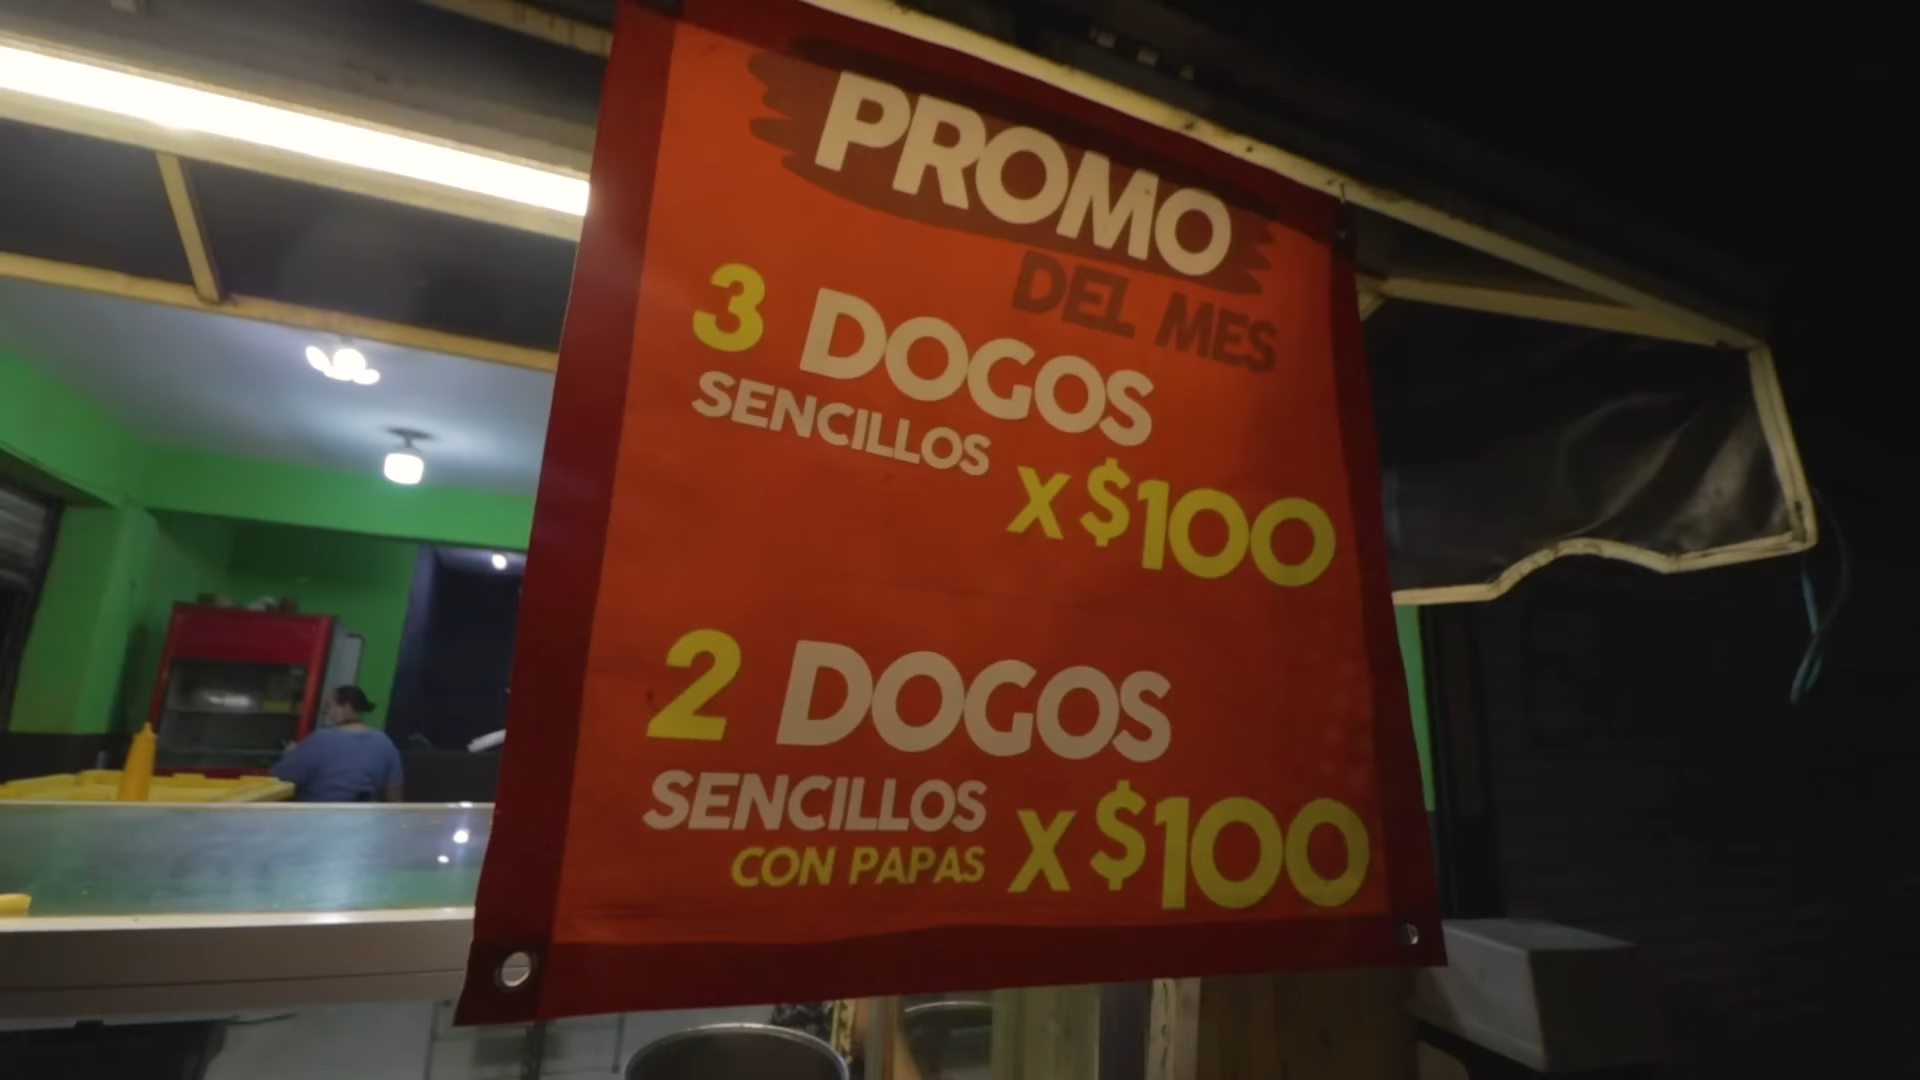 PROMO
DEL MES
3 DOGOS
SENCILLOS
X $100
2 DOGOS
SENCILLOS
CON PAPAS
X $100